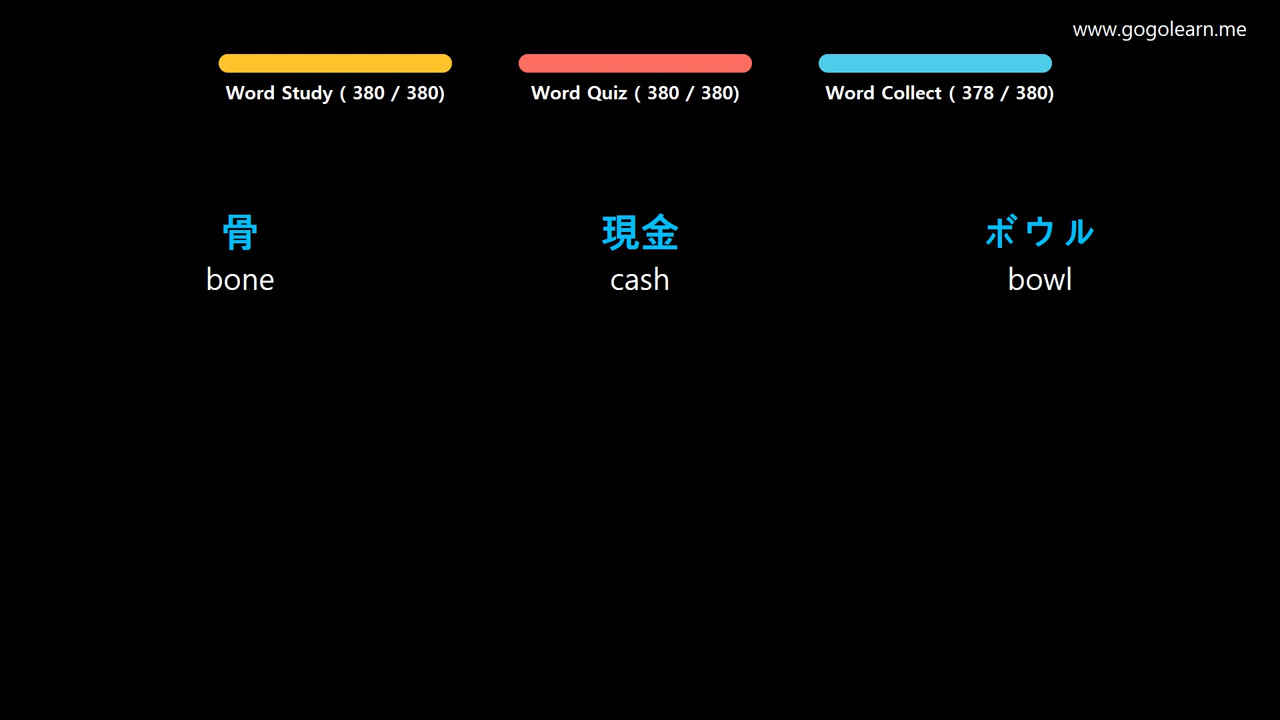 www.gogolearn.me
Word Study ( 380 / 380)
Word Quiz ( 380 / 380)
Word Collect ( 378 / 380)
骨
bone
現金
cash
ボウル
bowl